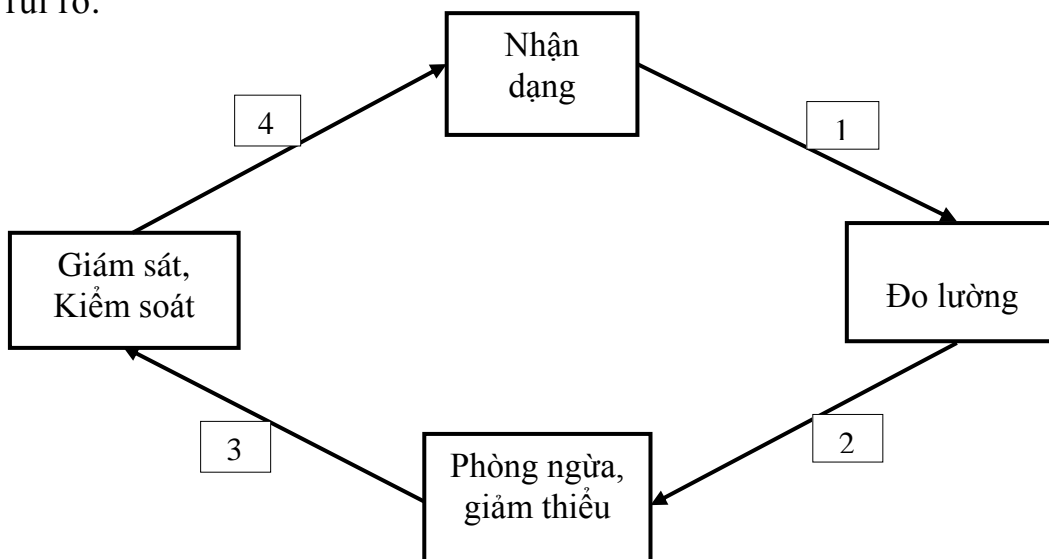 rủi ro.
Nhận
dạng
4
1
Giám sát,
Kiểm soát
Đo lường
3
2
Phòng ngừa,
giảm thiểu